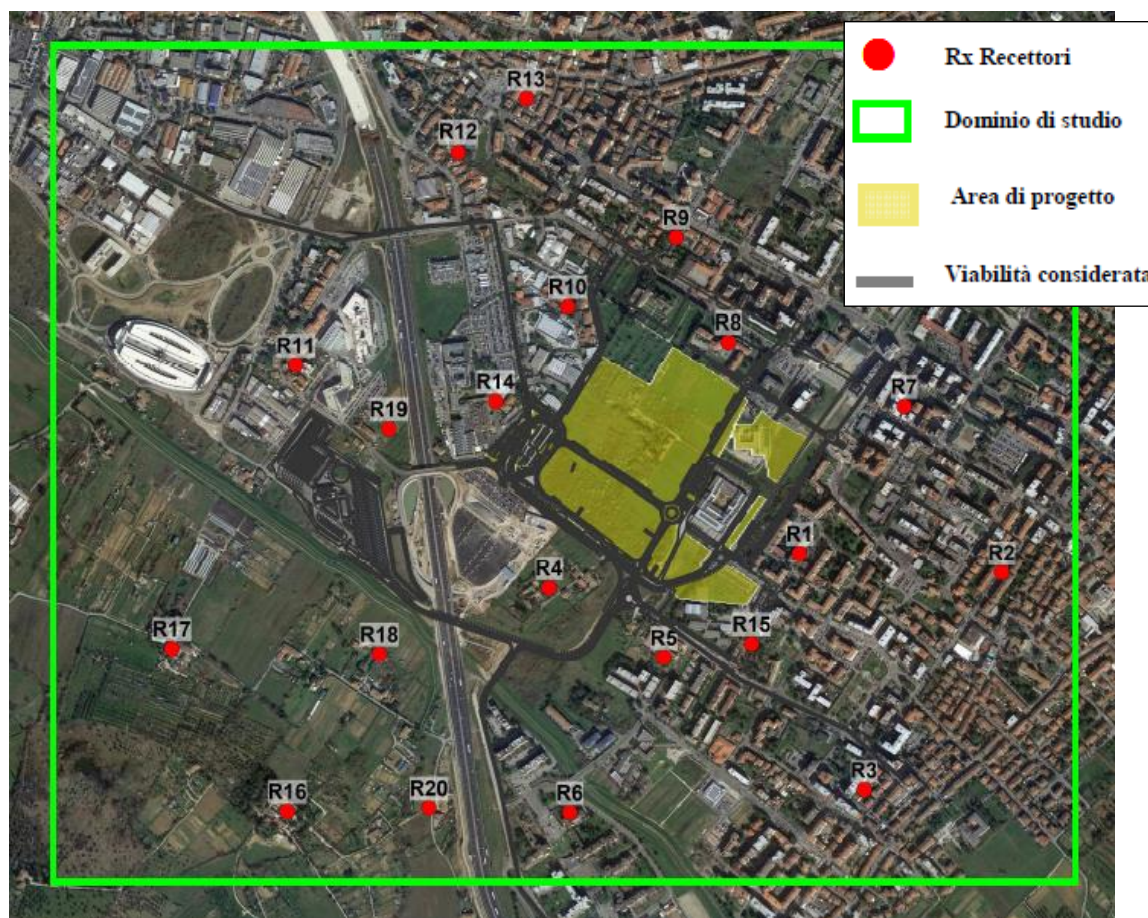 Rx Recettori
Dominio di studio
Area di progetto
Viabilità considerata
R13
R12
R9
R10
R8
R11
R14
R7
R19
R1
R2
R4
R5
R15
R17
R18
R3
R16
R20
R6